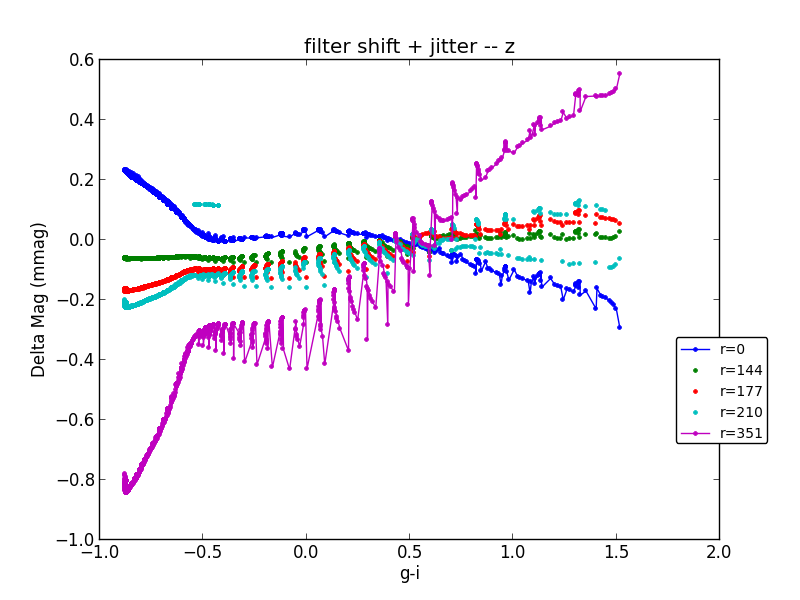 filter shift + jitter -- z
Delta Mag (mmag)
0.6
0.4
0.2
0.0
−0.2
−0.4
−0.6
−0.8
−1.0
−1.0
−0.5
0.0
0.5
1.0
1.5
2.0
g-i
r=0
r=144
r=177
r=210
r=351